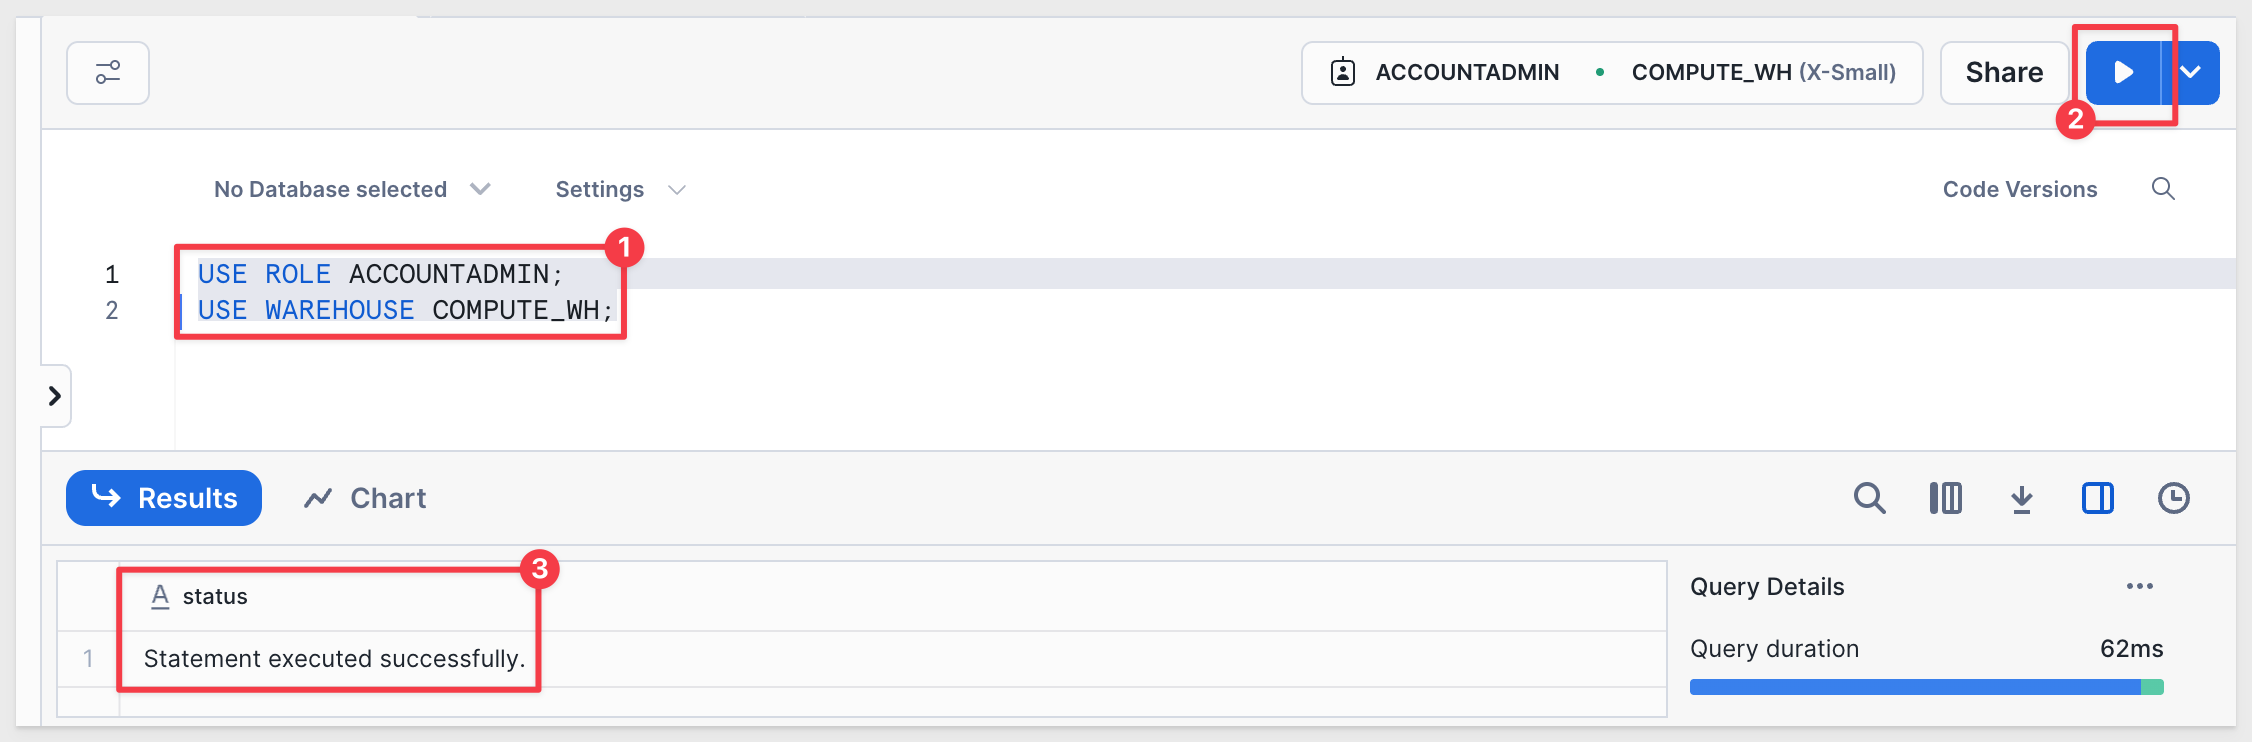 ACCOUNTADMIN COMPUTE_WH (X-Small) Share
2
No Database selected Settings Code Versions
1
1 USE ROLE ACCOUNTADMIN;
2 USE WAREHOUSE COMPUTE_WH;
Results Chart
3
A status
1 Statement executed successfully.
Query Details
Query duration 62ms